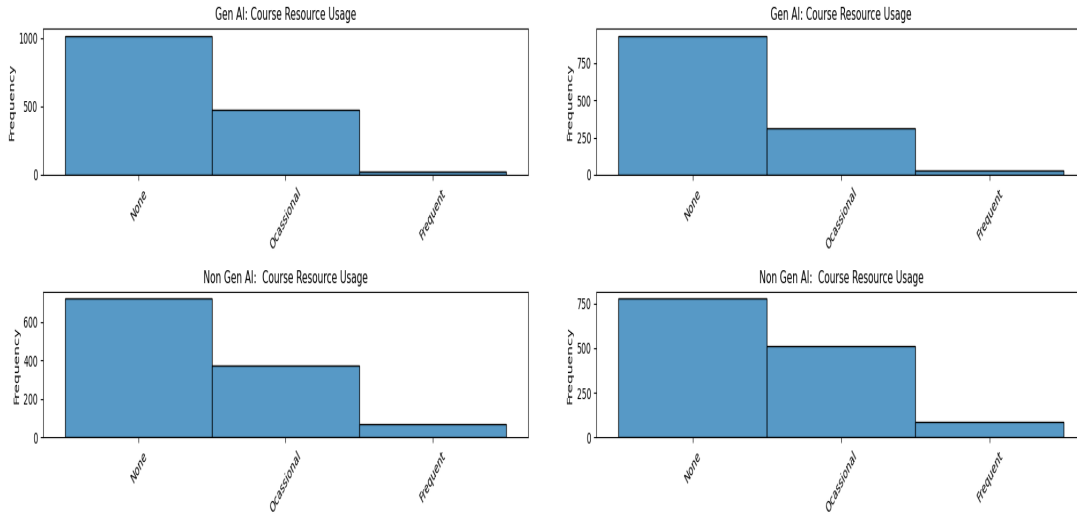 Gen AI: Course Resource Usage
Frequency
1000
500
0
None
Ocassional
Frequent
Gen AI: Course Resource Usage
Frequency
750
500
250
0
None
Ocassional
Frequent
Non Gen AI:  Course Resource Usage
Frequency
600
400
200
0
None
Ocassional
Frequent
Non Gen AI:  Course Resource Usage
Frequency
750
500
250
0
None
Ocassional
Frequent